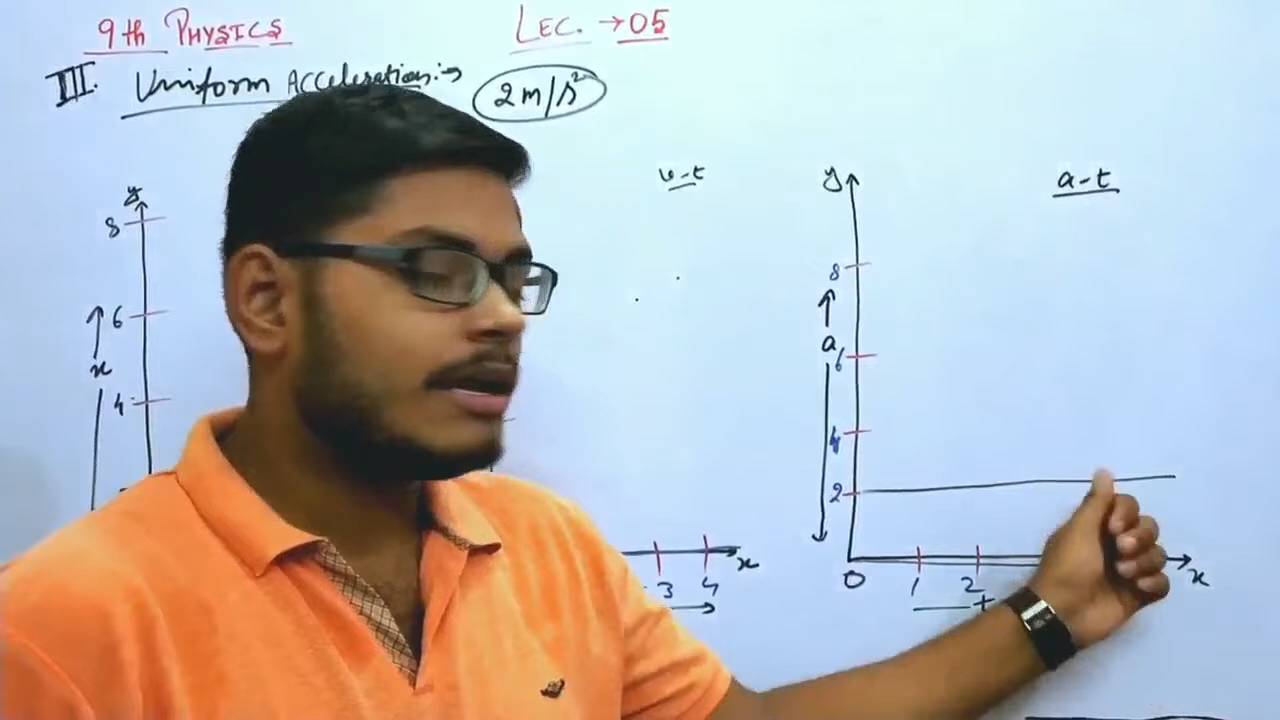 9th PHYSICS
LEC. → 05
III. Uniform Acceleration :→ 2m/s²
y
8
6
x
4
v-t
3 4 x
a-t
y
8
a
6
4
2
0 1 2 x
t